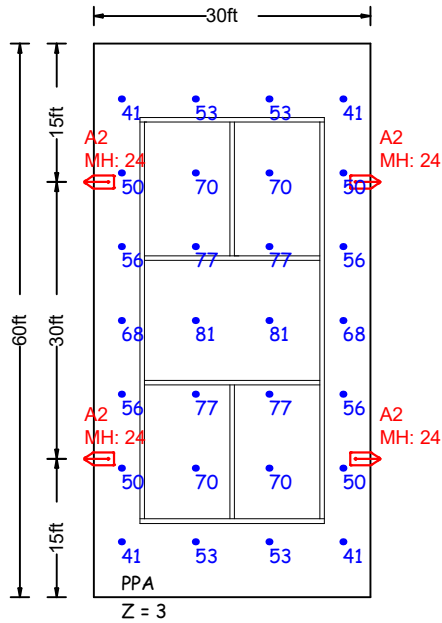 30ft
15ft
41 53 53 41
A2
MH: 24
A2
MH: 24
50 70 70 50
56 77 77 56
60ft
30ft
68 81 81 68
56 77 77 56
A2
MH: 24
A2
MH: 24
50 70 70 50
15ft
41 53 53 41
PPA
Z = 3